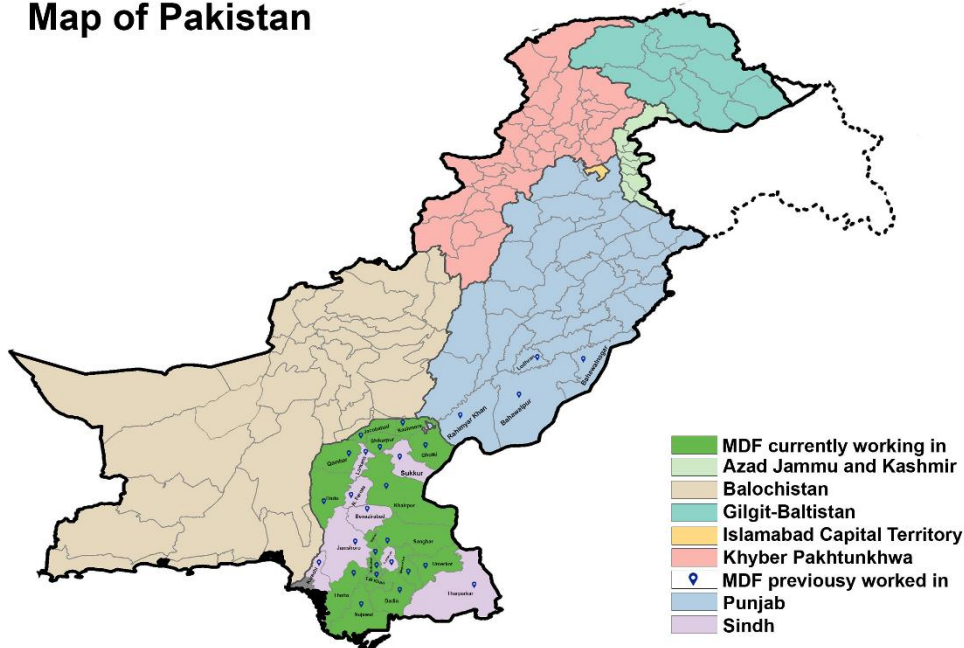 Map of Pakistan
Lodhran
Bahawalnagar
Bahawalpur
Rahimyar Khan
Jacobabad
Kashmore
Shikarpur
Ghotki
Qambar
Larkana
Sukkur
Dadu
N. Feroze
Khairpur
Benazirabad
Jamshoro
Sanghar
Karachi
Umerkot
Thatta
Badin
Tharparkar
Sujawal
MDF currently working in
Azad Jammu and Kashmir
Balochistan
Gilgit-Baltistan
Islamabad Capital Territory
Khyber Pakhtunkhwa
MDF previousy worked in
Punjab
Sindh